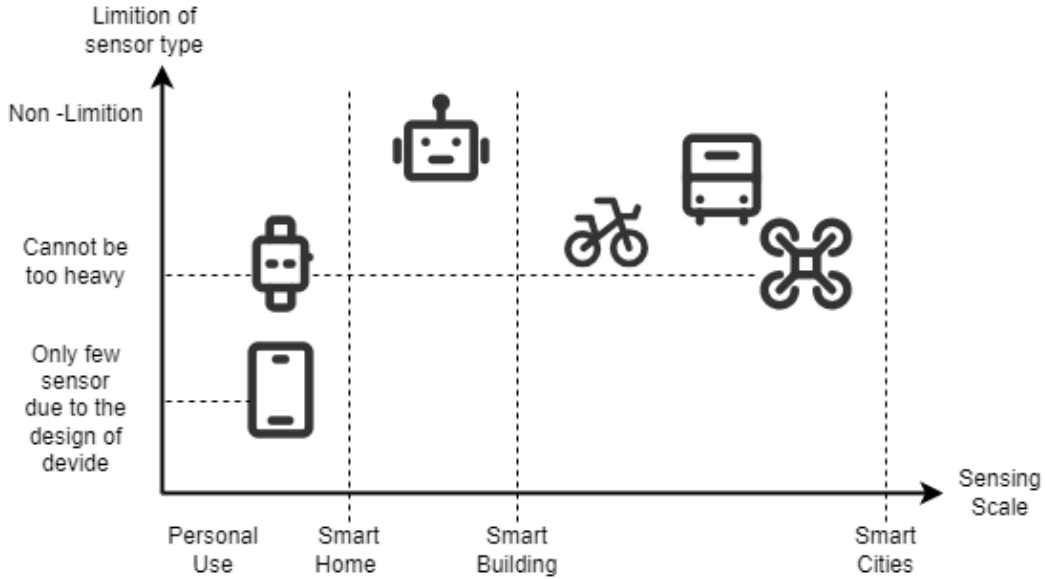 Limition of
sensor type
Non -Limition
Cannot be
too heavy
Only few
sensor
due to the
design of
devide
Sensing
Scale
Personal
Use
Smart
Home
Smart
Building
Smart
Cities